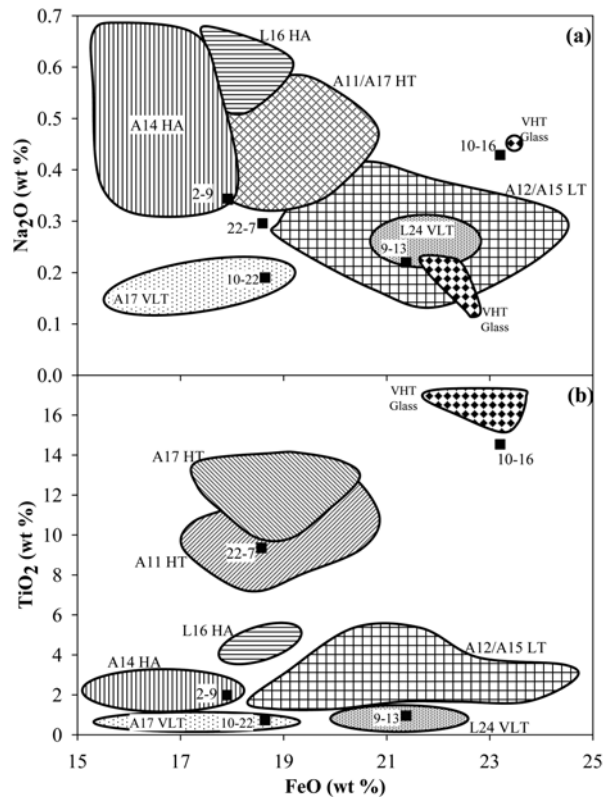 (a)
0.7
0.6
0.5
0.4
0.3
0.2
0.1
0.0
Na2O (wt %)
L16 HA
A11/A17 HT
A14 HA
VHT
Glass
10-16
A12/A15 LT
2-9
22-7
L24 VLT
9-13
10-22
A17 VLT
VHT
Glass
(b)
16
14
12
10
8
6
4
2
0
TiO2 (wt %)
VHT
Glass
10-16
A17 HT
22-7
A11 HT
L16 HA
A12/A15 LT
A14 HA
2-9
A17 VLT
10-22
9-13
L24 VLT
15 17 19 21 23 25
FeO (wt %)